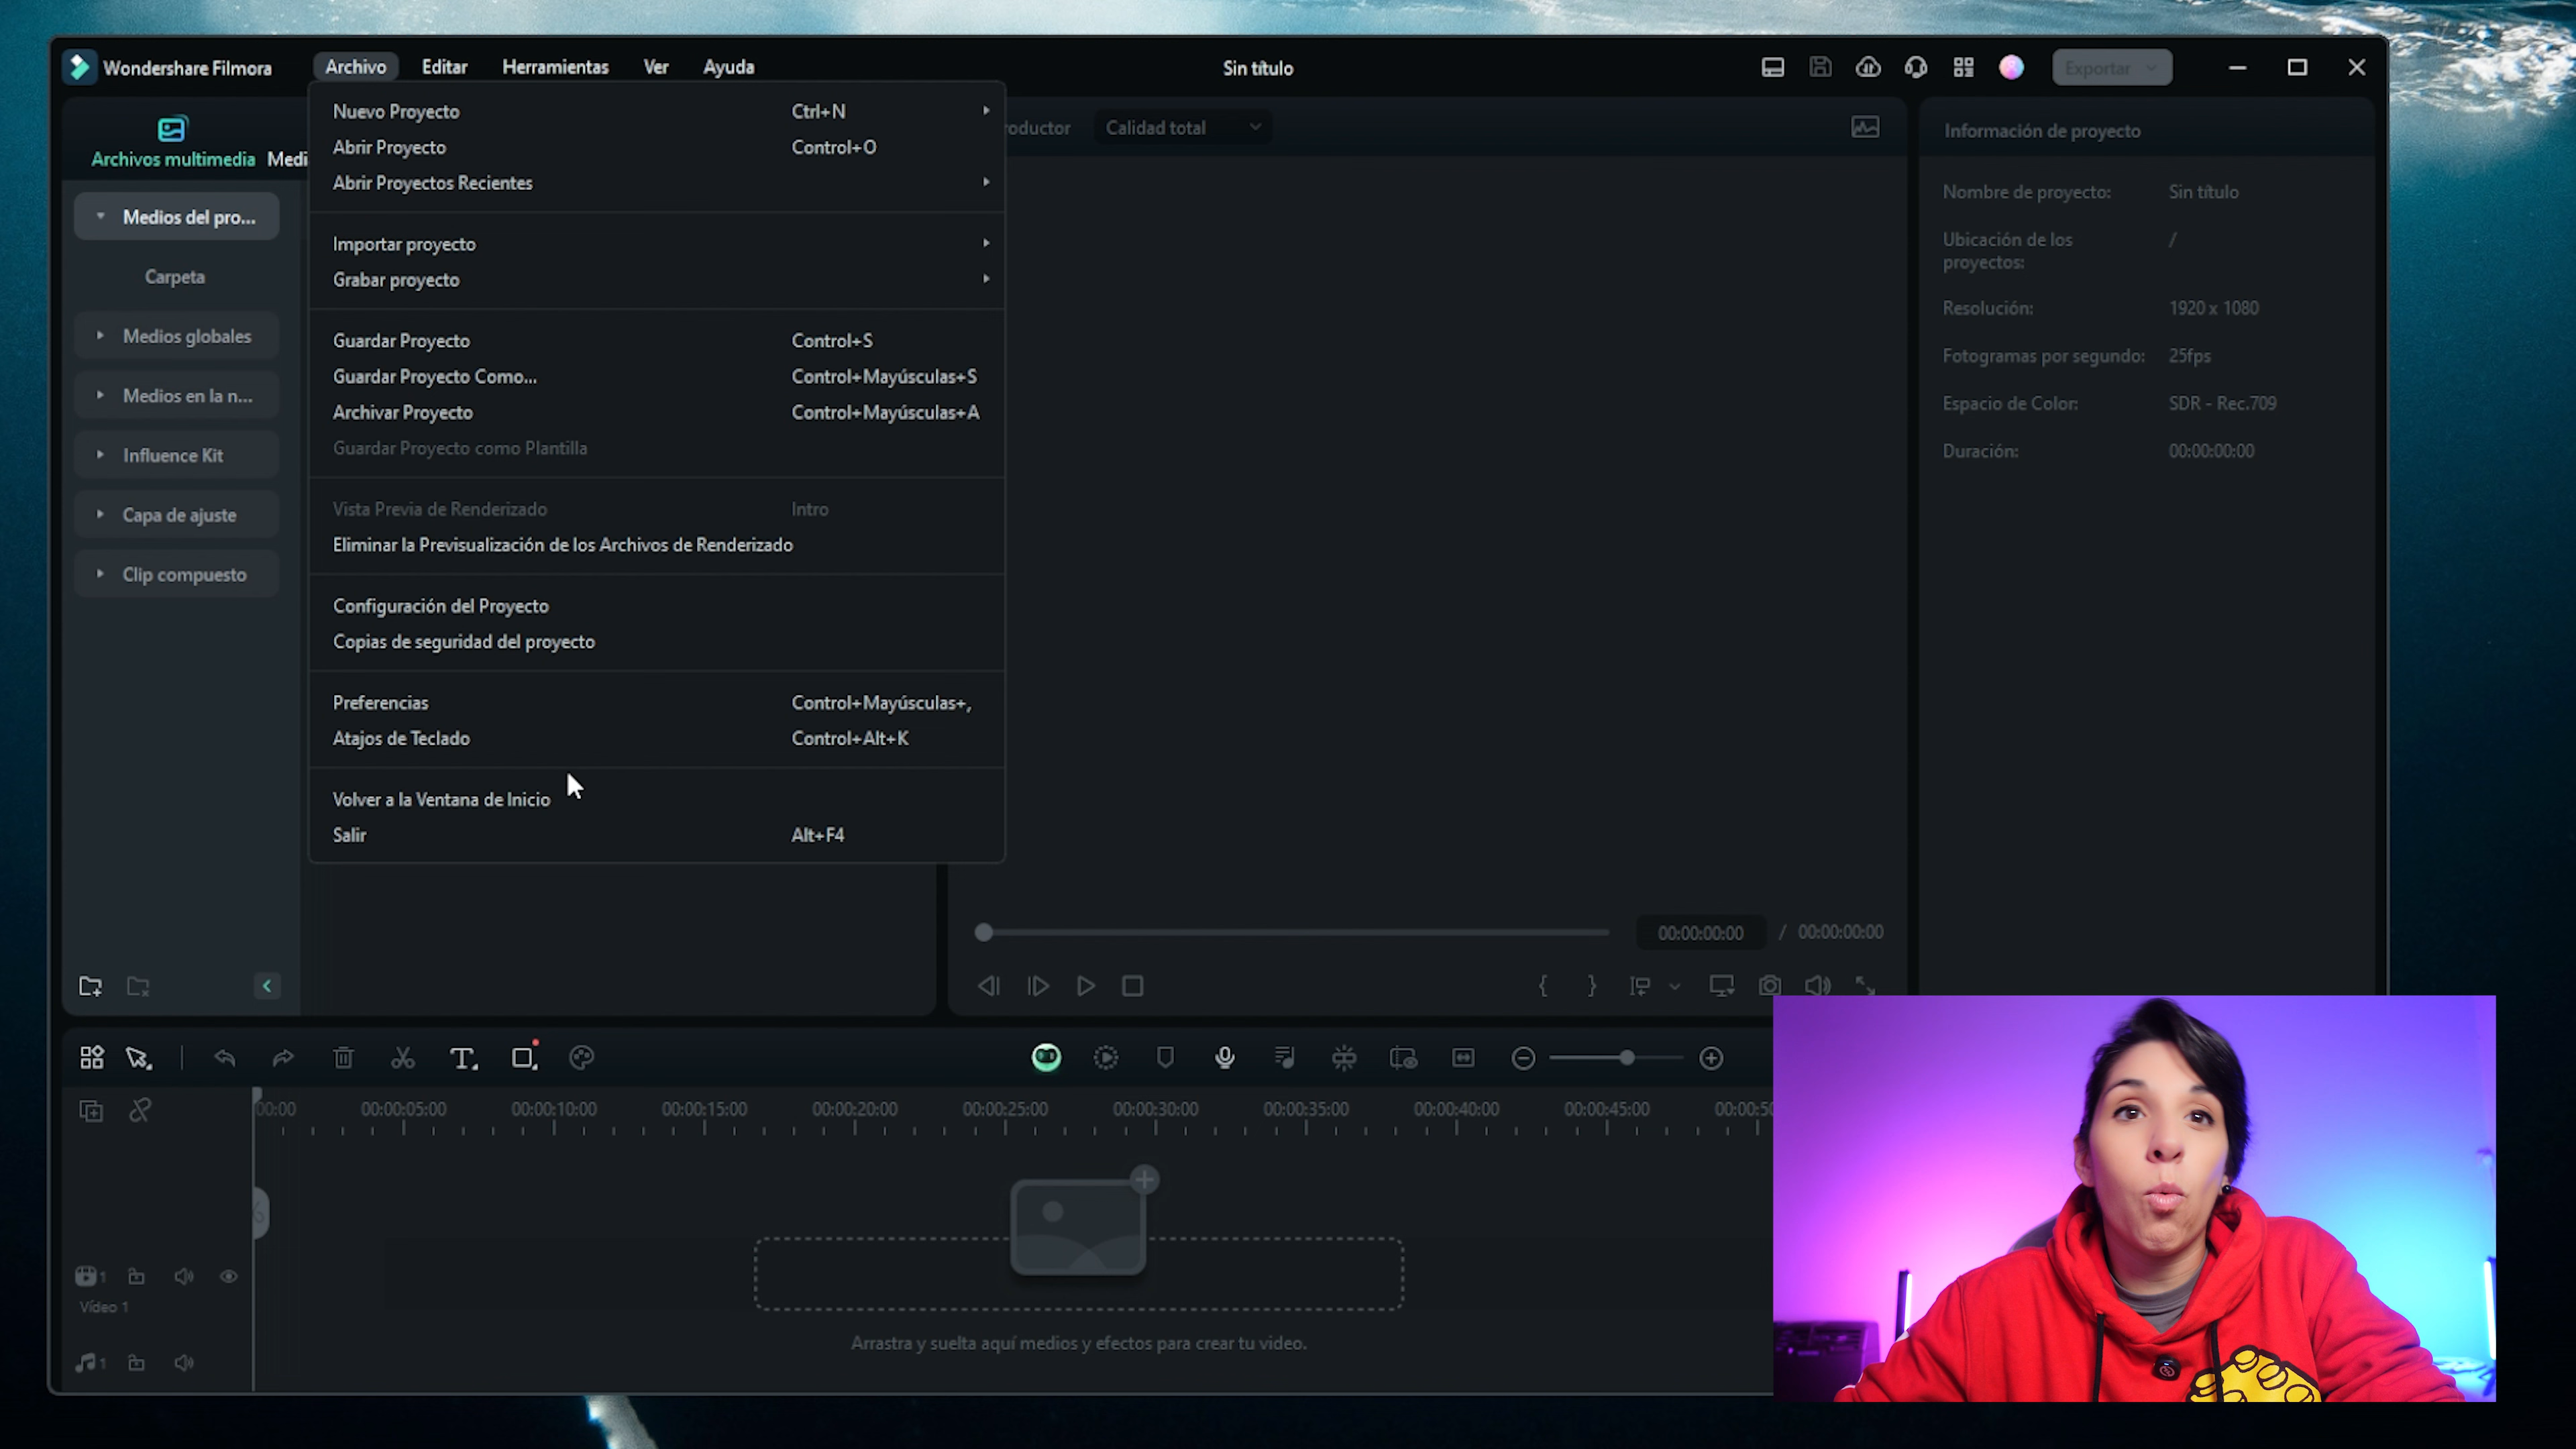 Wondershare Filmora
Archivo
Editar
Herramientas
Ver
Ayuda
Sin título
Exportar
Archivos multimedia
Medi
Medios del pro...
Carpeta
Medios globales
Medios en la n...
Influence Kit
Capa de ajuste
Clip compuesto
Nuevo Proyecto Ctrl+N
Abrir Proyecto Control+O
Abrir Proyectos Recientes
Importar proyecto
Grabar proyecto
Guardar Proyecto Control+S
Guardar Proyecto Como... Control+Mayúsculas+S
Archivar Proyecto Control+Mayúsculas+A
Guardar Proyecto como Plantilla
Vista Previa de Renderizado Intro
Eliminar la Previsualización de los Archivos de Renderizado
Configuración del Proyecto
Copias de seguridad del proyecto
Preferencias Control+Mayúsculas+,
Atajos de Teclado Control+Alt+K
Volver a la Ventana de Inicio
Salir Alt+F4
roductor
Calidad total
00:00:00:00 / 00:00:00:00
Información de proyecto
Nombre de proyecto: Sin título
Ubicación de los
proyectos: /
Resolución: 1920 x 1080
Fotogramas por segundo: 25fps
Espacio de Color: SDR - Rec.709
Duración: 00:00:00:00
00:00 00:00:05:00 00:00:10:00 00:00:15:00 00:00:20:00 00:00:25:00 00:00:30:00 00:00:35:00 00:00:40:00 00:00:45:00 00:00:50
1
Vídeo 1
Arrastra y suelta aquí medios y efectos para crear tu video.
1